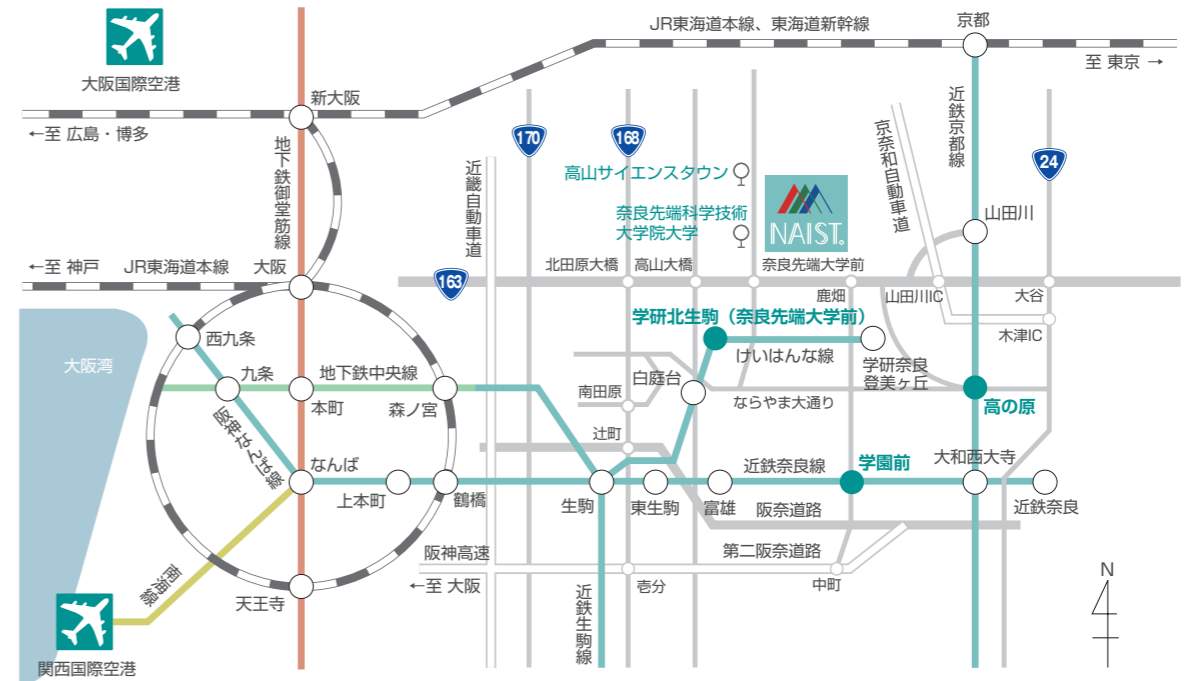 JR東海道本線、東海道新幹線
京都
至 東京 →
大阪国際空港
新大阪
←至 広島・博多
地下鉄御堂筋線
近畿自動車道
170
168
高山サイエンスタウン
奈良先端科学技術
大学院大学
NAIST®
京奈和自動車道
近鉄京都線
24
山田川
←至 神戸
JR東海道本線
大阪
163
北田原大橋
高山大橋
奈良先端大学前
鹿畑
山田川IC
大谷
木津IC
大阪湾
西九条
九条
地下鉄中央線
本町
森ノ宮
阪神なんば線
学研北生駒（奈良先端大学前）
けいはんな線
学研奈良
登美ヶ丘
白庭台
南田原
ならやま大通り
高の原
辻町
なんば
上本町
鶴橋
生駒
東生駒
富雄
近鉄奈良線
学園前
大和西大寺
近鉄奈良
阪奈道路
第二阪奈道路
阪神高速
←至 大阪
壱分
中町
近鉄生駒線
南海線
天王寺
関西国際空港
N